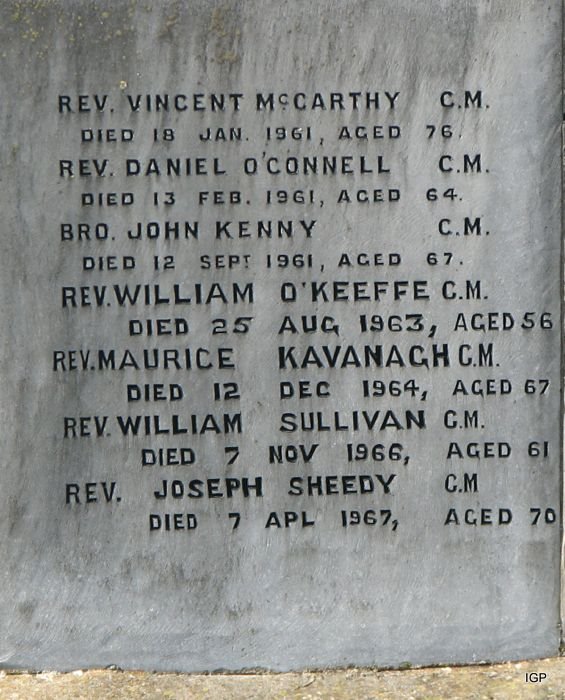 REV. VINCENT McCARTHY C.M.
DIED 18 JAN. 1961, AGED 76.
REV. DANIEL O'CONNELL C.M.
DIED 13 FEB. 1961, AGED 64.
BRO. JOHN KENNY C.M.
DIED 12 SEPT 1961, AGED 67.
REV. WILLIAM O'KEEFFE C.M.
DIED 25 AUG 1963, AGED 56
REV. MAURICE KAVANAGH C.M.
DIED 12 DEC 1964, AGED 67
REV. WILLIAM SULLIVAN C.M.
DIED 7 NOV 1966, AGED 61
REV. JOSEPH SHEEDY C.M
DIED 7 APL 1967, AGED 70
IGP